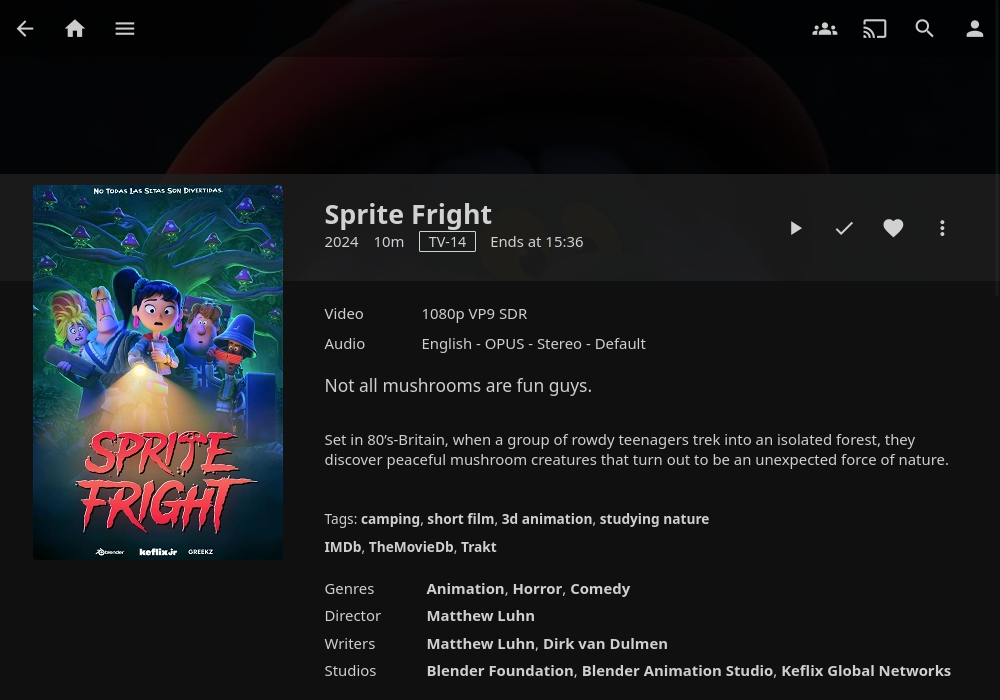 NO TODAS LAS SETAS SON DIVERTIDAS.
SPRITE
FRIGHT
blender keflixjr GREEKZ
Sprite Fright
2024 10m TV-14 Ends at 15:36
Video 1080p VP9 SDR
Audio English - OPUS - Stereo - Default
Not all mushrooms are fun guys.
Set in 80’s-Britain, when a group of rowdy teenagers trek into an isolated forest, they
discover peaceful mushroom creatures that turn out to be an unexpected force of nature.
Tags: camping, short film, 3d animation, studying nature
IMDb, TheMovieDb, Trakt
Genres Animation, Horror, Comedy
Director Matthew Luhn
Writers Matthew Luhn, Dirk van Dulmen
Studios Blender Foundation, Blender Animation Studio, Keflix Global Networks